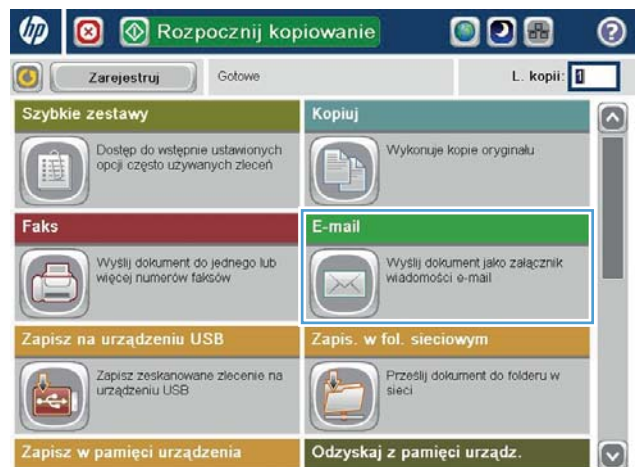 hp
Rozpocznij kopiowanie
?
Zarejestruj
Gotowe
L. kopii:
1
Szybkie zestawy
Dostęp do wstępnie ustawionych
opcji często używanych zleceń
Kopiuj
Wykonuje kopie oryginału
Faks
Wyślij dokument do jednego lub
więcej numerów faksów
E-mail
Wyślij dokument jako załącznik
wiadomości e-mail
Zapisz na urządzeniu USB
Zapisz zeskanowane zlecenie na
urządzeniu USB
Zapis. w fol. sieciowym
Prześlij dokument do folderu w
sieci
Zapisz w pamięci urządzenia
Odzyskaj z pamięci urządz.